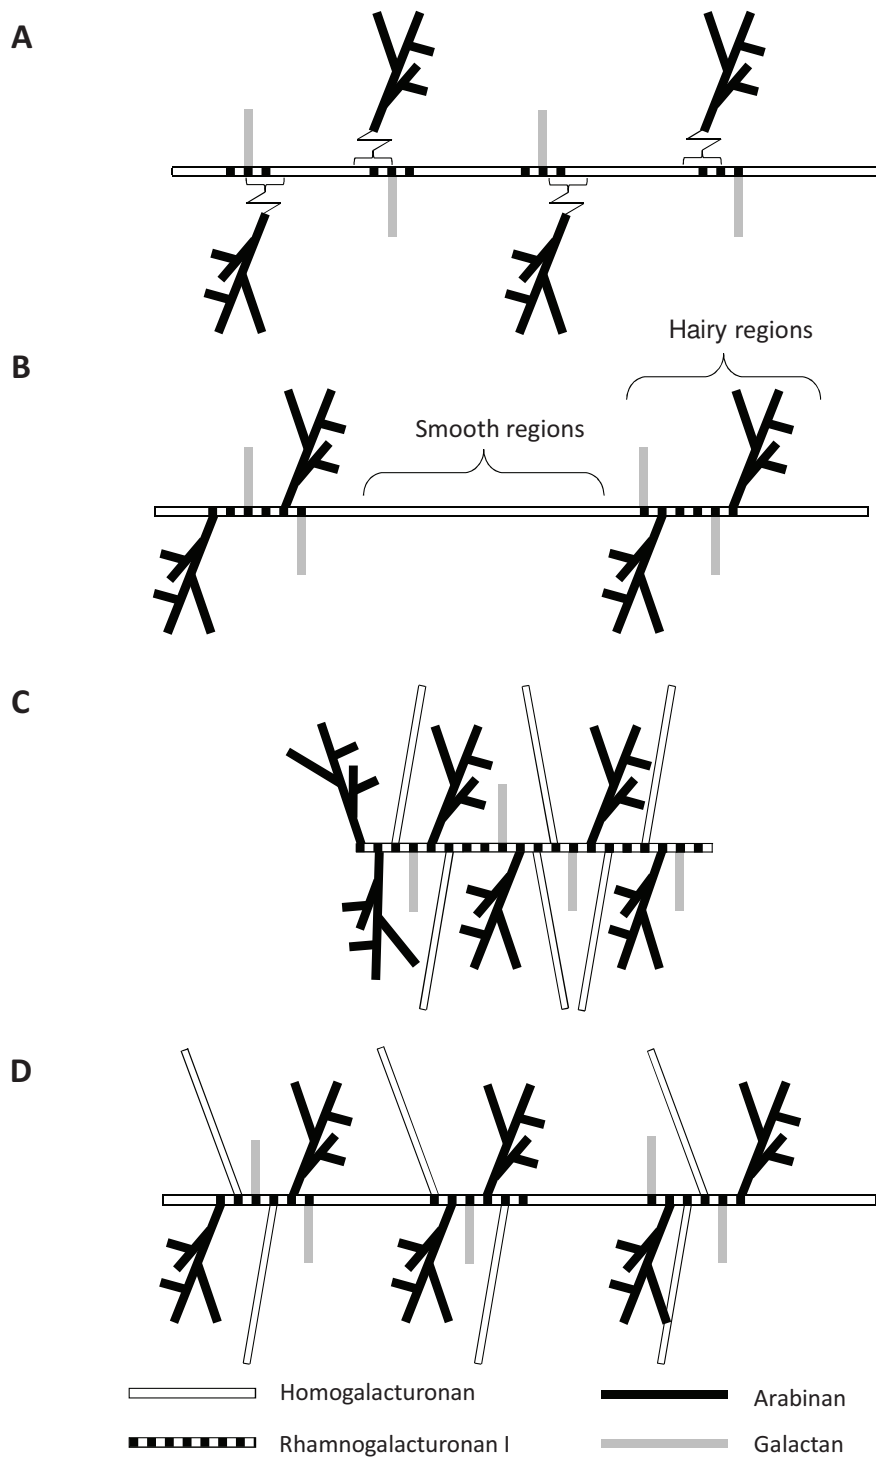 A
B
Hairy regions
Smooth regions
C
D
Homogalacturonan
Arabinan
Rhamnogalacturonan I
Galactan